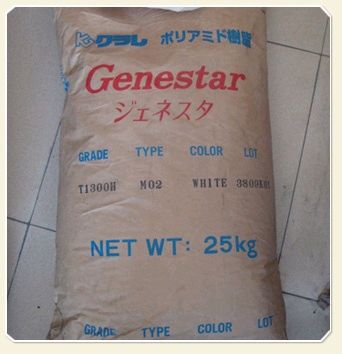 クラレ ポリアミド樹脂
Genestar
ジェネスタ
GRADE TYPE COLOR LOT
T1300H M02 WHITE
NET WT: 25kg
GRADE TYPE COLOR LOT